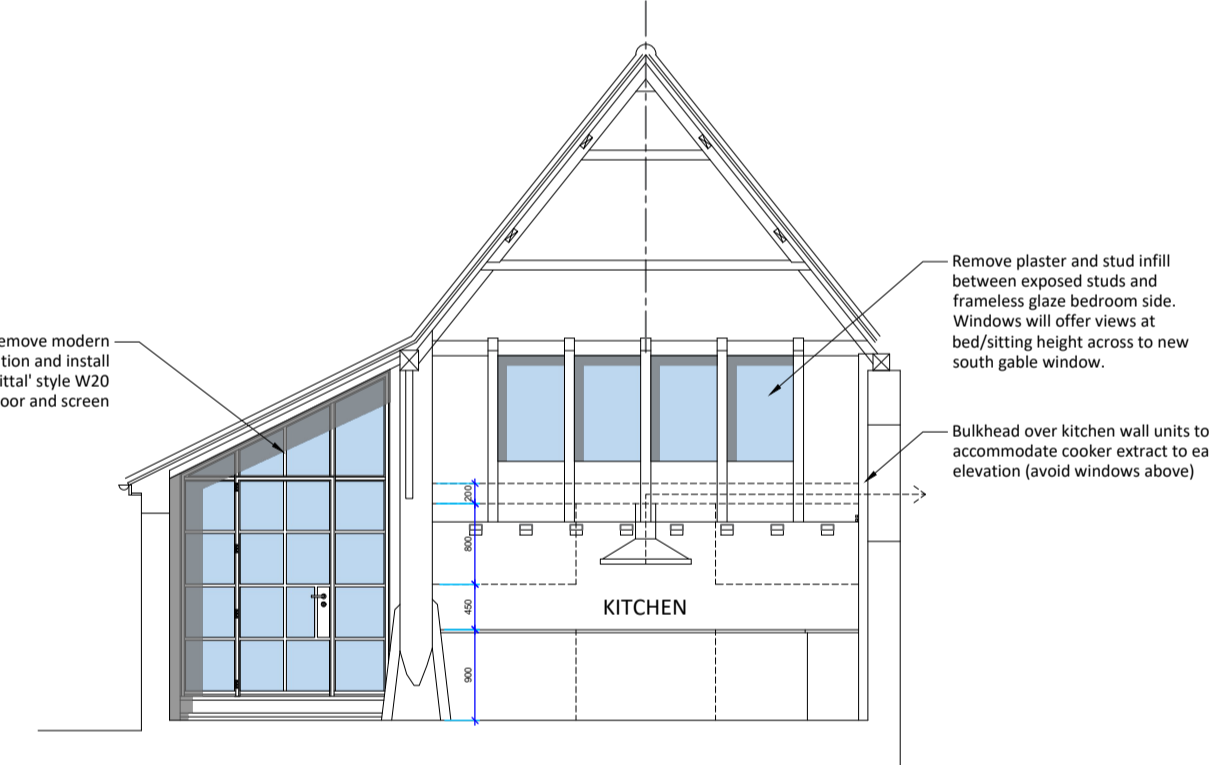 emove modern
tion and install
ittal' style W20
oor and screen
Remove plaster and stud infill
between exposed studs and
frameless glaze bedroom side.
Windows will offer views at
bed/sitting height across to new
south gable window.
Bulkhead over kitchen wall units to
accommodate cooker extract to ea
elevation (avoid windows above)
200
800
450
900
KITCHEN